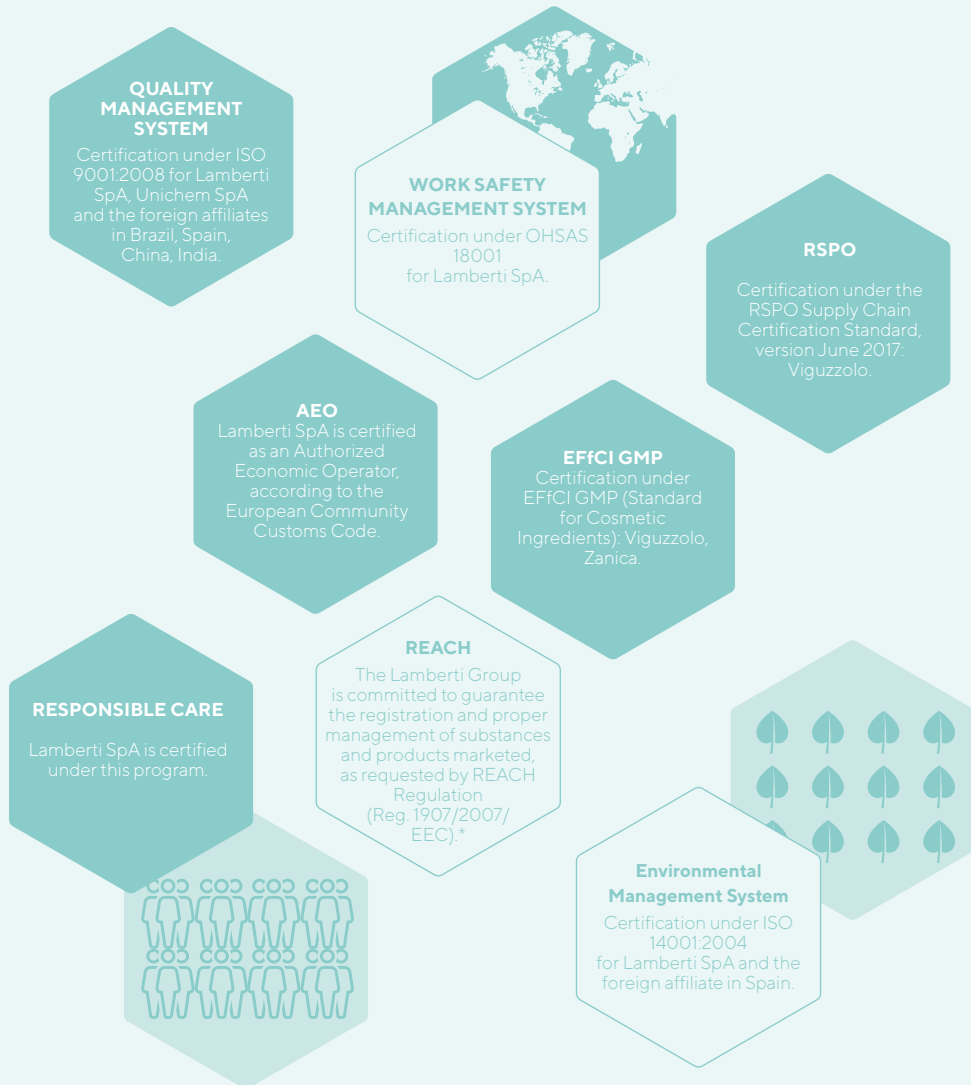 QUALITY
MANAGEMENT
SYSTEM
Certification under ISO
9001:2008 for Lamberti
SpA, Unichem SpA
and the foreign affiliates
in Brazil, Spain,
China, India.
WORK SAFETY
MANAGEMENT SYSTEM
Certification under OHSAS
18001
for Lamberti SpA.
RSPO
Certification under the
RSPO Supply Chain
Certification Standard,
version June 2017:
Viguzzolo.
AEO
Lamberti SpA is certified
as an Authorized
Economic Operator,
according to the
European Community
Customs Code.
EFfCI GMP
Certification under
EFfCI GMP (Standard
for Cosmetic
Ingredients): Viguzzolo,
Zanica.
RESPONSIBLE CARE
Lamberti SpA is certified
under this program.
REACH
The Lamberti Group
is committed to guarantee
the registration and proper
management of substances
and products marketed,
as requested by REACH
Regulation
(Reg. 1907/2007/
EEC).*
Environmental
Management System
Certification under ISO
14001:2004
for Lamberti SpA and the
foreign affiliate in Spain.